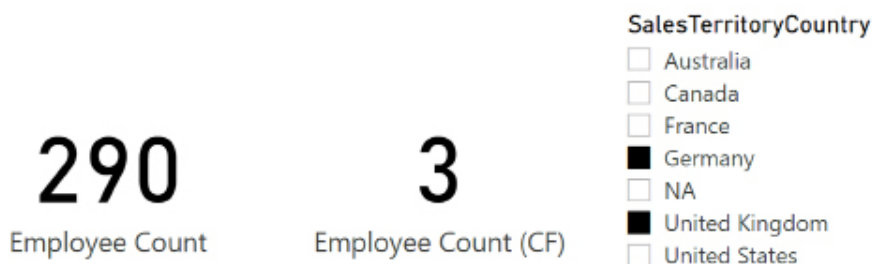 290
Employee Count
3
Employee Count (CF)
SalesTerritoryCountry
Australia
Canada
France
Germany
NA
United Kingdom
United States